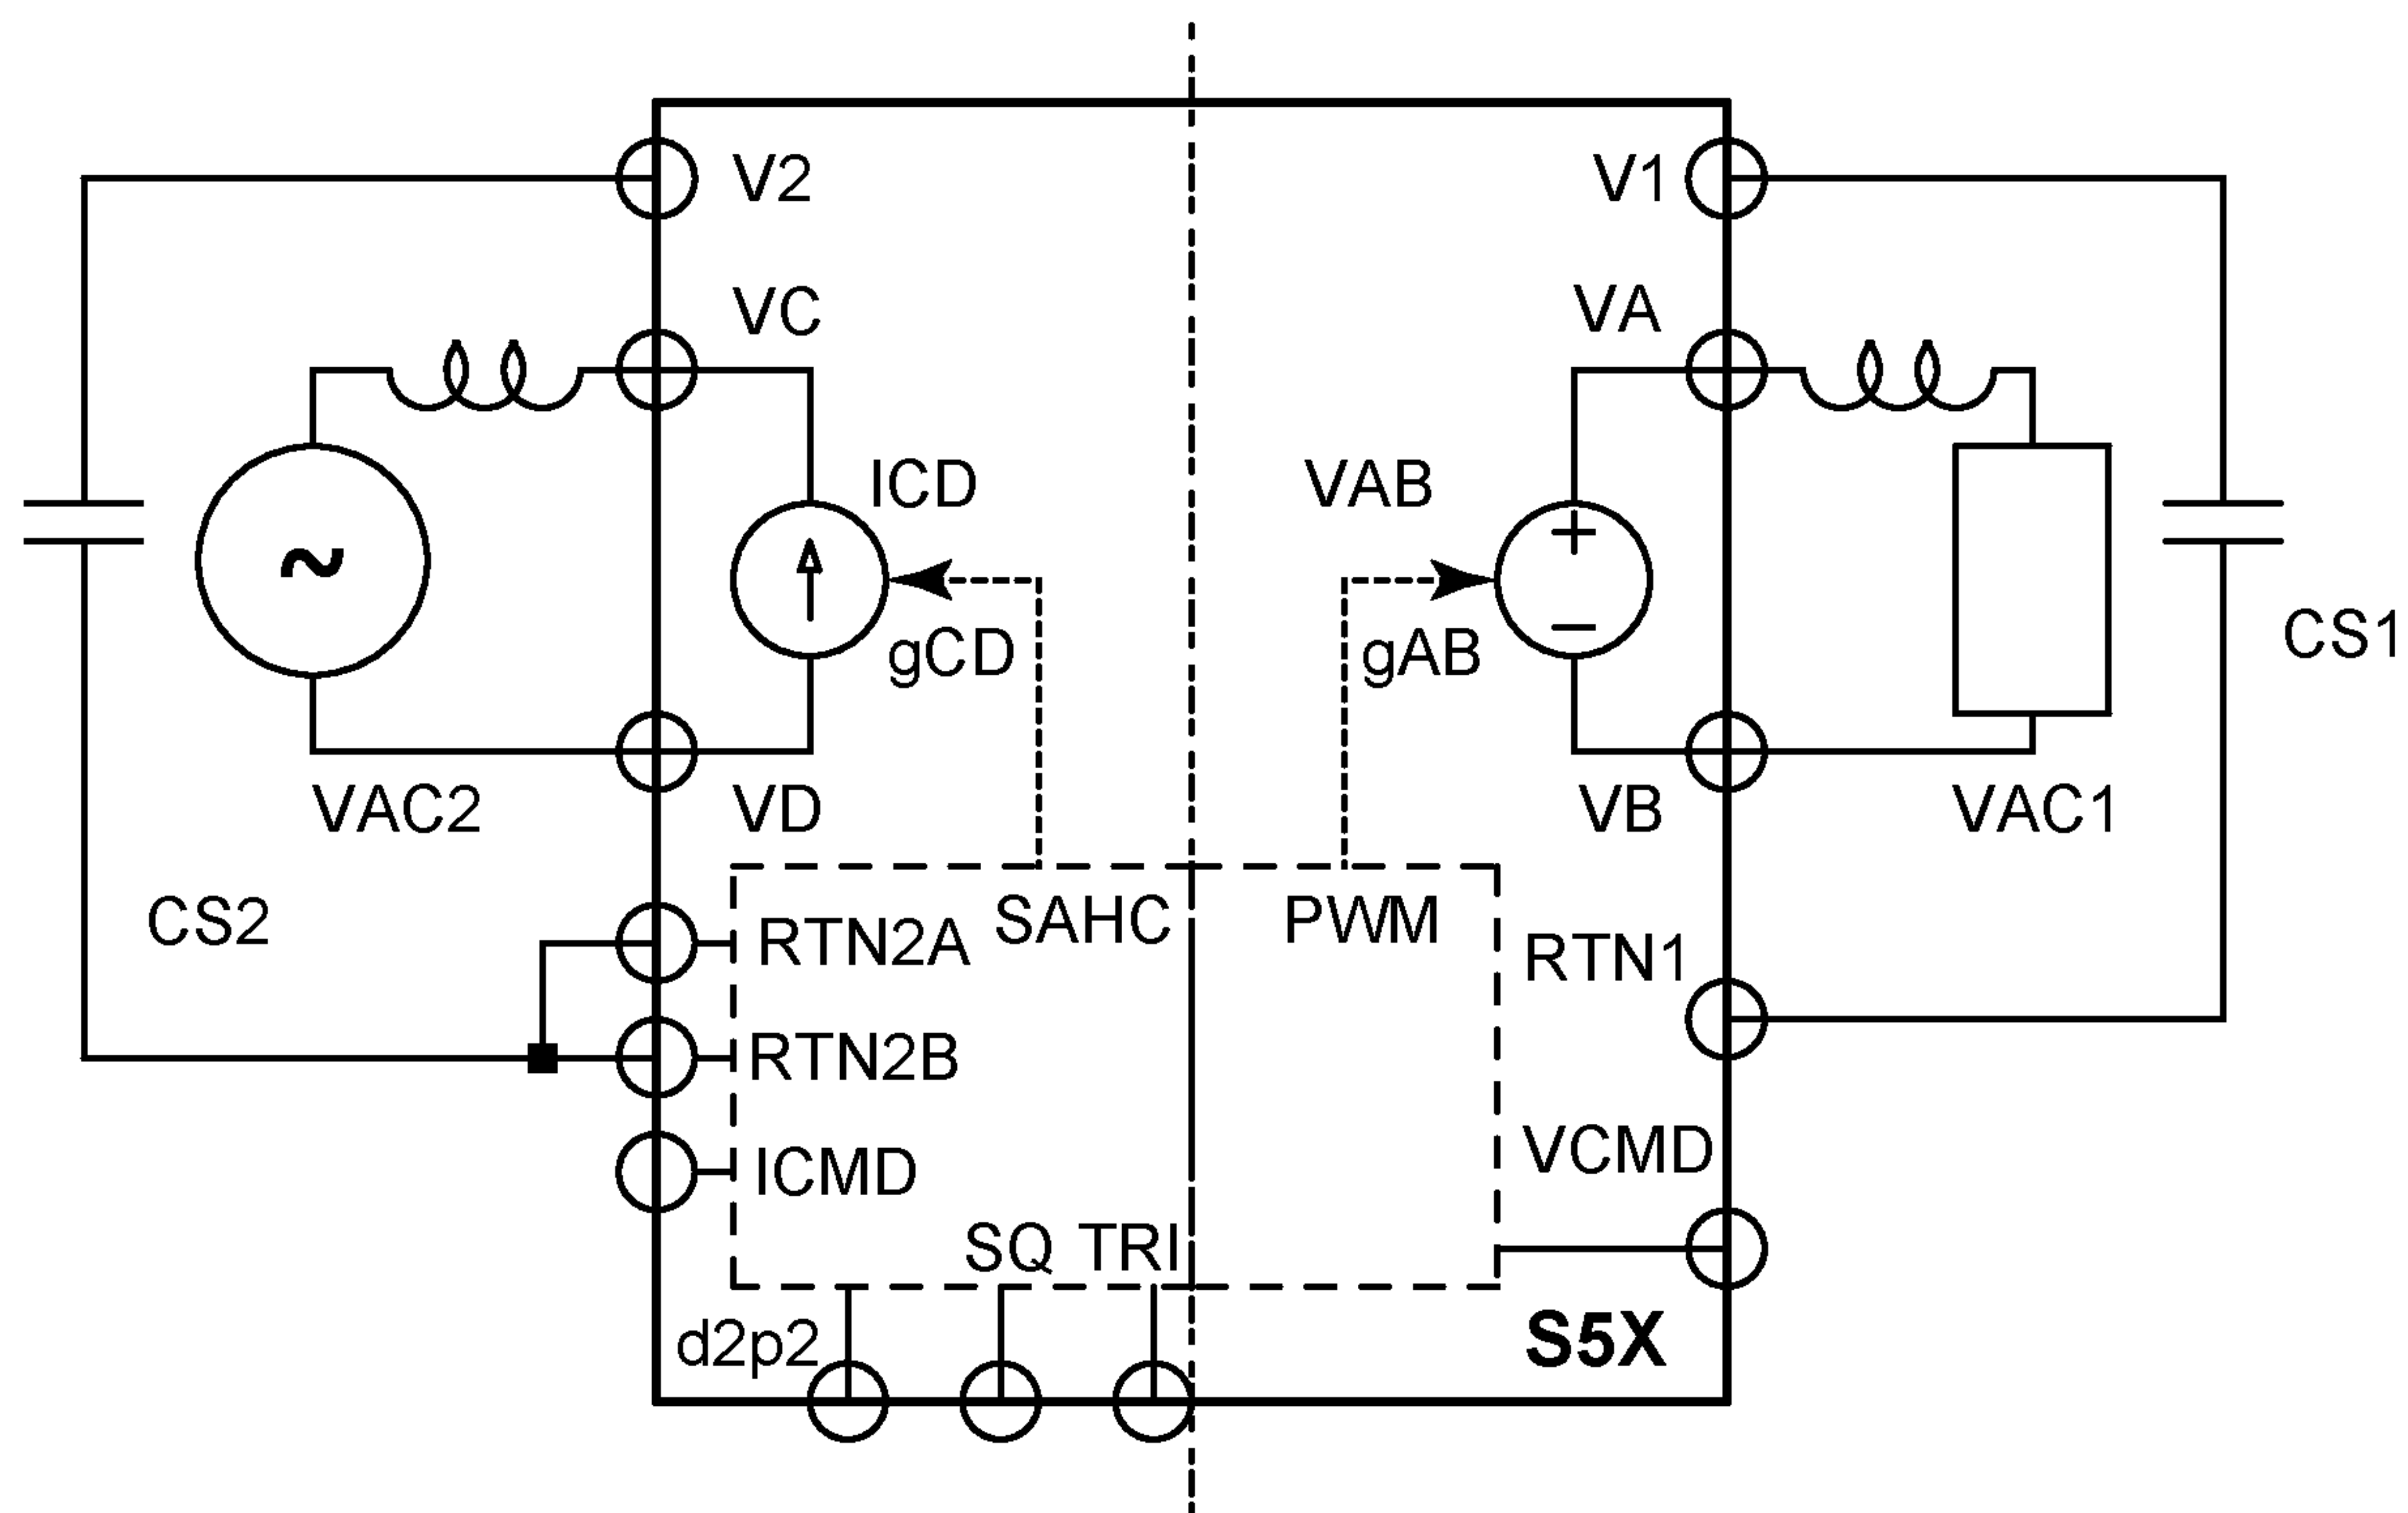 V2 V1
VC VA
ICD VAB
gCD gAB
CS1
VAC2 VD VB VAC1
CS2 RTN2A SAHC PWM RTN1
RTN2B
ICMD VCMD
SQ TRI
d2p2 S5X
~
+
−